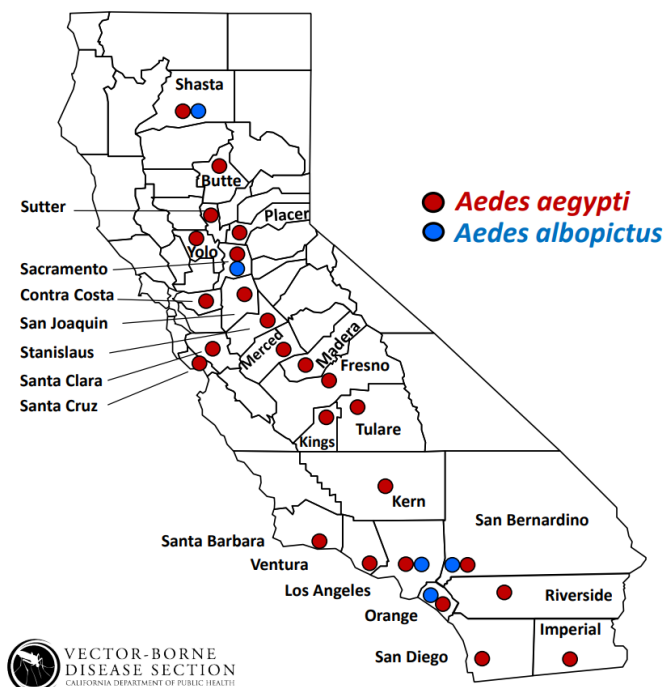 Shasta
Butte
Sutter
Placer
Yolo
Sacramento
Contra Costa
San Joaquin
Stanislaus
Santa Clara
Santa Cruz
Merced
Madera
Fresno
Kings
Tulare
Kern
San Bernardino
Santa Barbara
Ventura
Los Angeles
Orange
Riverside
Imperial
San Diego
Aedes aegypti
Aedes albopictus
VECTOR-BORNE
DISEASE SECTION
CALIFORNIA DEPARTMENT OF PUBLIC HEALTH